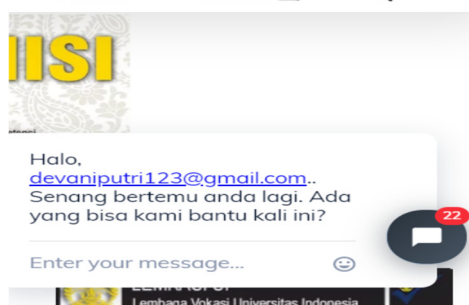 ISI
Halo,
devaniputri123@gmail.com..
Senang bertemu anda lagi. Ada
yang bisa kami bantu kali ini?
22
Enter your message...
Lembaga Vokasi Universitas Indonesia